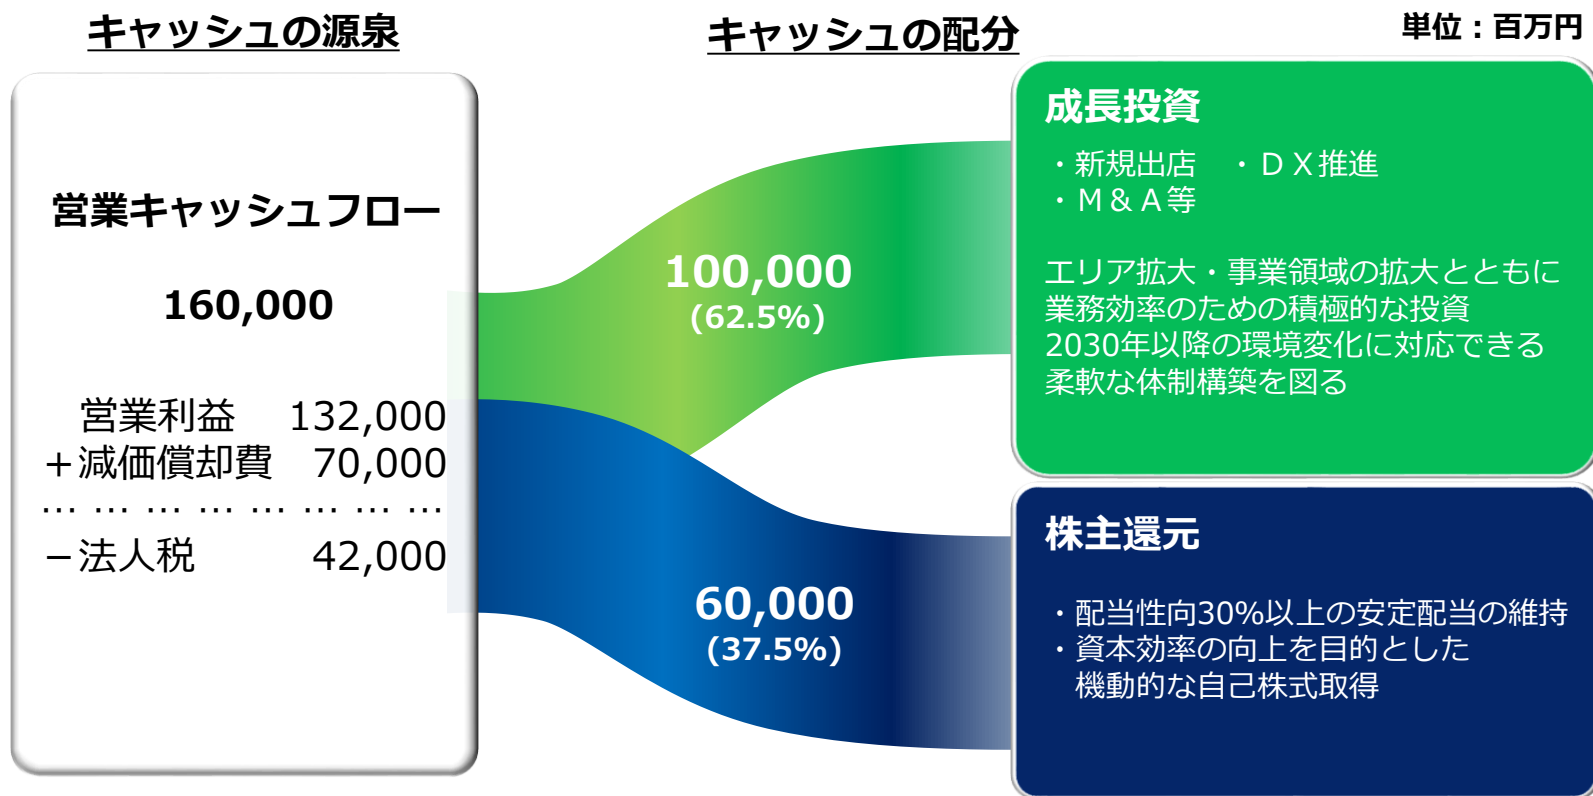 キャッシュの源泉
キャッシュの配分
単位：百万円
営業キャッシュフロー
160,000
営業利益 132,000
＋減価償却費 70,000
… … … … … … … …
－法人税 42,000
100,000
(62.5%)
60,000
(37.5%)
成長投資
・新規出店 ・ＤＸ推進
・Ｍ＆Ａ等
エリア拡大・事業領域の拡大とともに
業務効率のための積極的な投資
2030年以降の環境変化に対応できる
柔軟な体制構築を図る
株主還元
・配当性向30%以上の安定配当の維持
・資本効率の向上を目的とした
機動的な自己株式取得